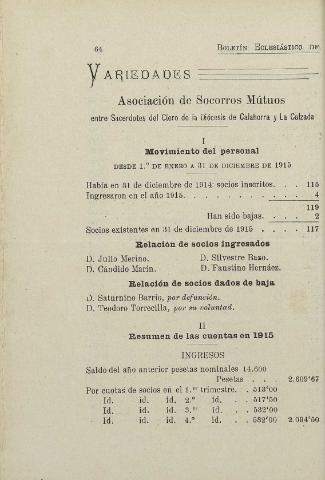 64 BOLETÍN ECLESIÁSTICO DE
VARIEDADES
Asociación de Socorros Mútuos
entre Sacerdotes del Clero de la Diócesis de Calahorra y La Calzada
I
Movimiento del personal
DESDE 1.º DE ENERO A 31 DE DICIEMBRE DE 1915
Había en 31 de diciembre de 1914: socios inscritos. . . 115
Ingresaron en el año 1915. . . . . . . . 4
119
Han sido bajas. . . . 2
Socios existentes en 31 de diciembre de 1915 . . . . 117
Relación de socios ingresados
D. Julio Merino. D. Silvestre Bazo.
D. Cándido Marín. D. Faustino Hernáez.
Relación de socios dados de baja
D. Saturnino Barrio, por defunción.
D. Teodoro Torrecilla, por su voluntad.
II
Resumen de las cuentas en 1915
INGRESOS
Saldo del año anterior pesetas nominales 14.600
Pesetas . . 2.609'67
Por cuotas de socios en el 1.er trimestre. . 513'00
Id. id. id. 2.º id. . . 517'50
Id. id. id. 3.er id. . . 532'00
Id. id. id. 4.º id. . . 532'00 2.094'50